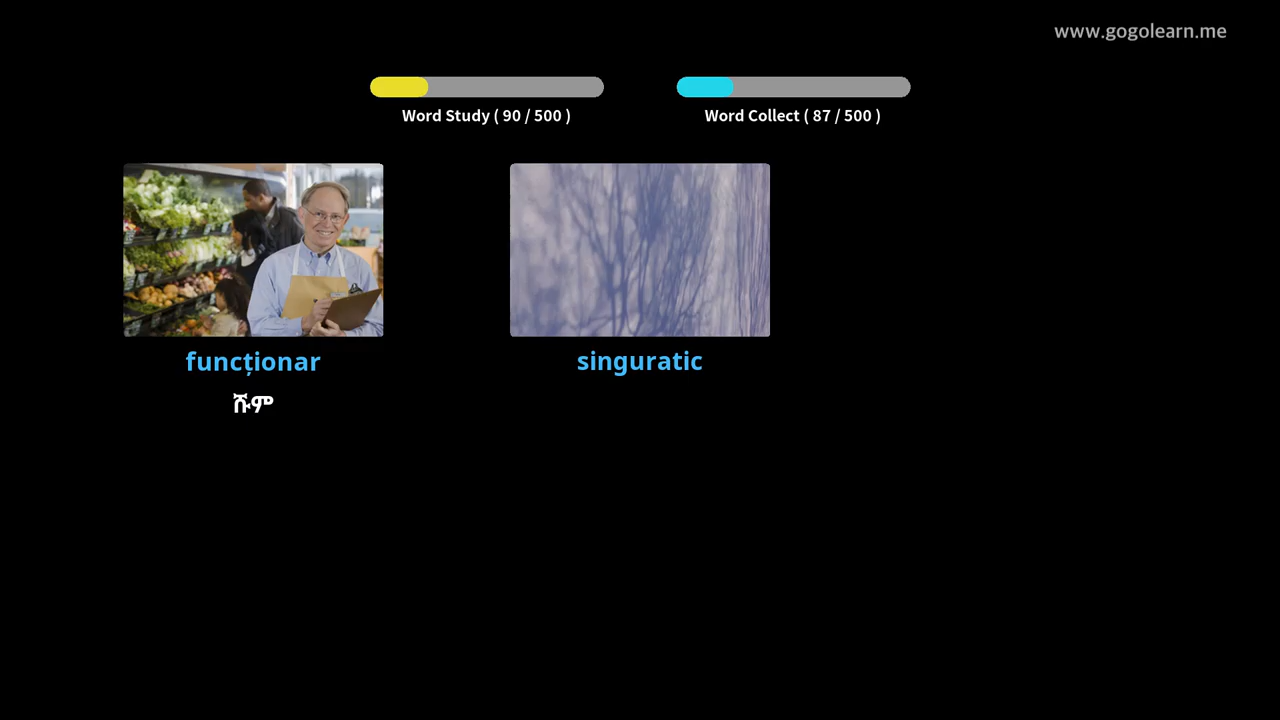 www.gogolearn.me
Word Study ( 90 / 500 )
Word Collect ( 87 / 500 )
funcționar
singuratic
ሹም